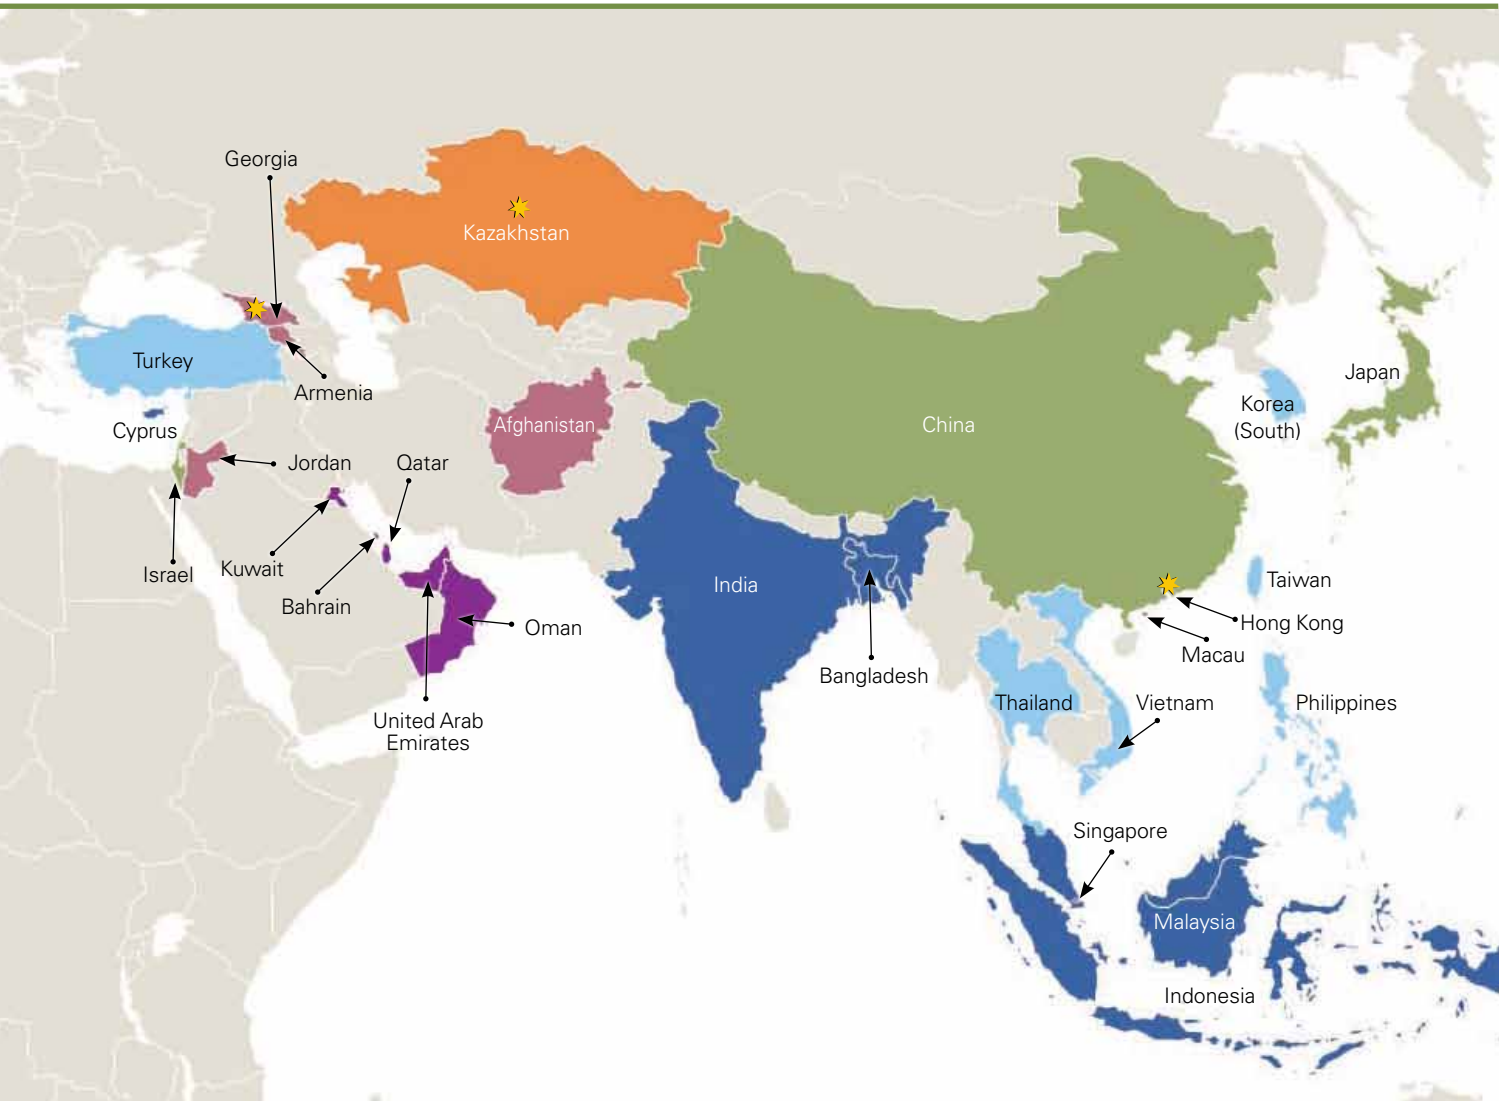 Georgia
Kazakhstan
Turkey
Armenia
Japan
Cyprus
Afghanistan
China
Korea
(South)
Jordan
Qatar
Israel
Kuwait
Bahrain
India
Taiwan
Oman
Hong Kong
Macau
Bangladesh
United Arab
Emirates
Thailand
Vietnam
Philippines
Singapore
Malaysia
Indonesia